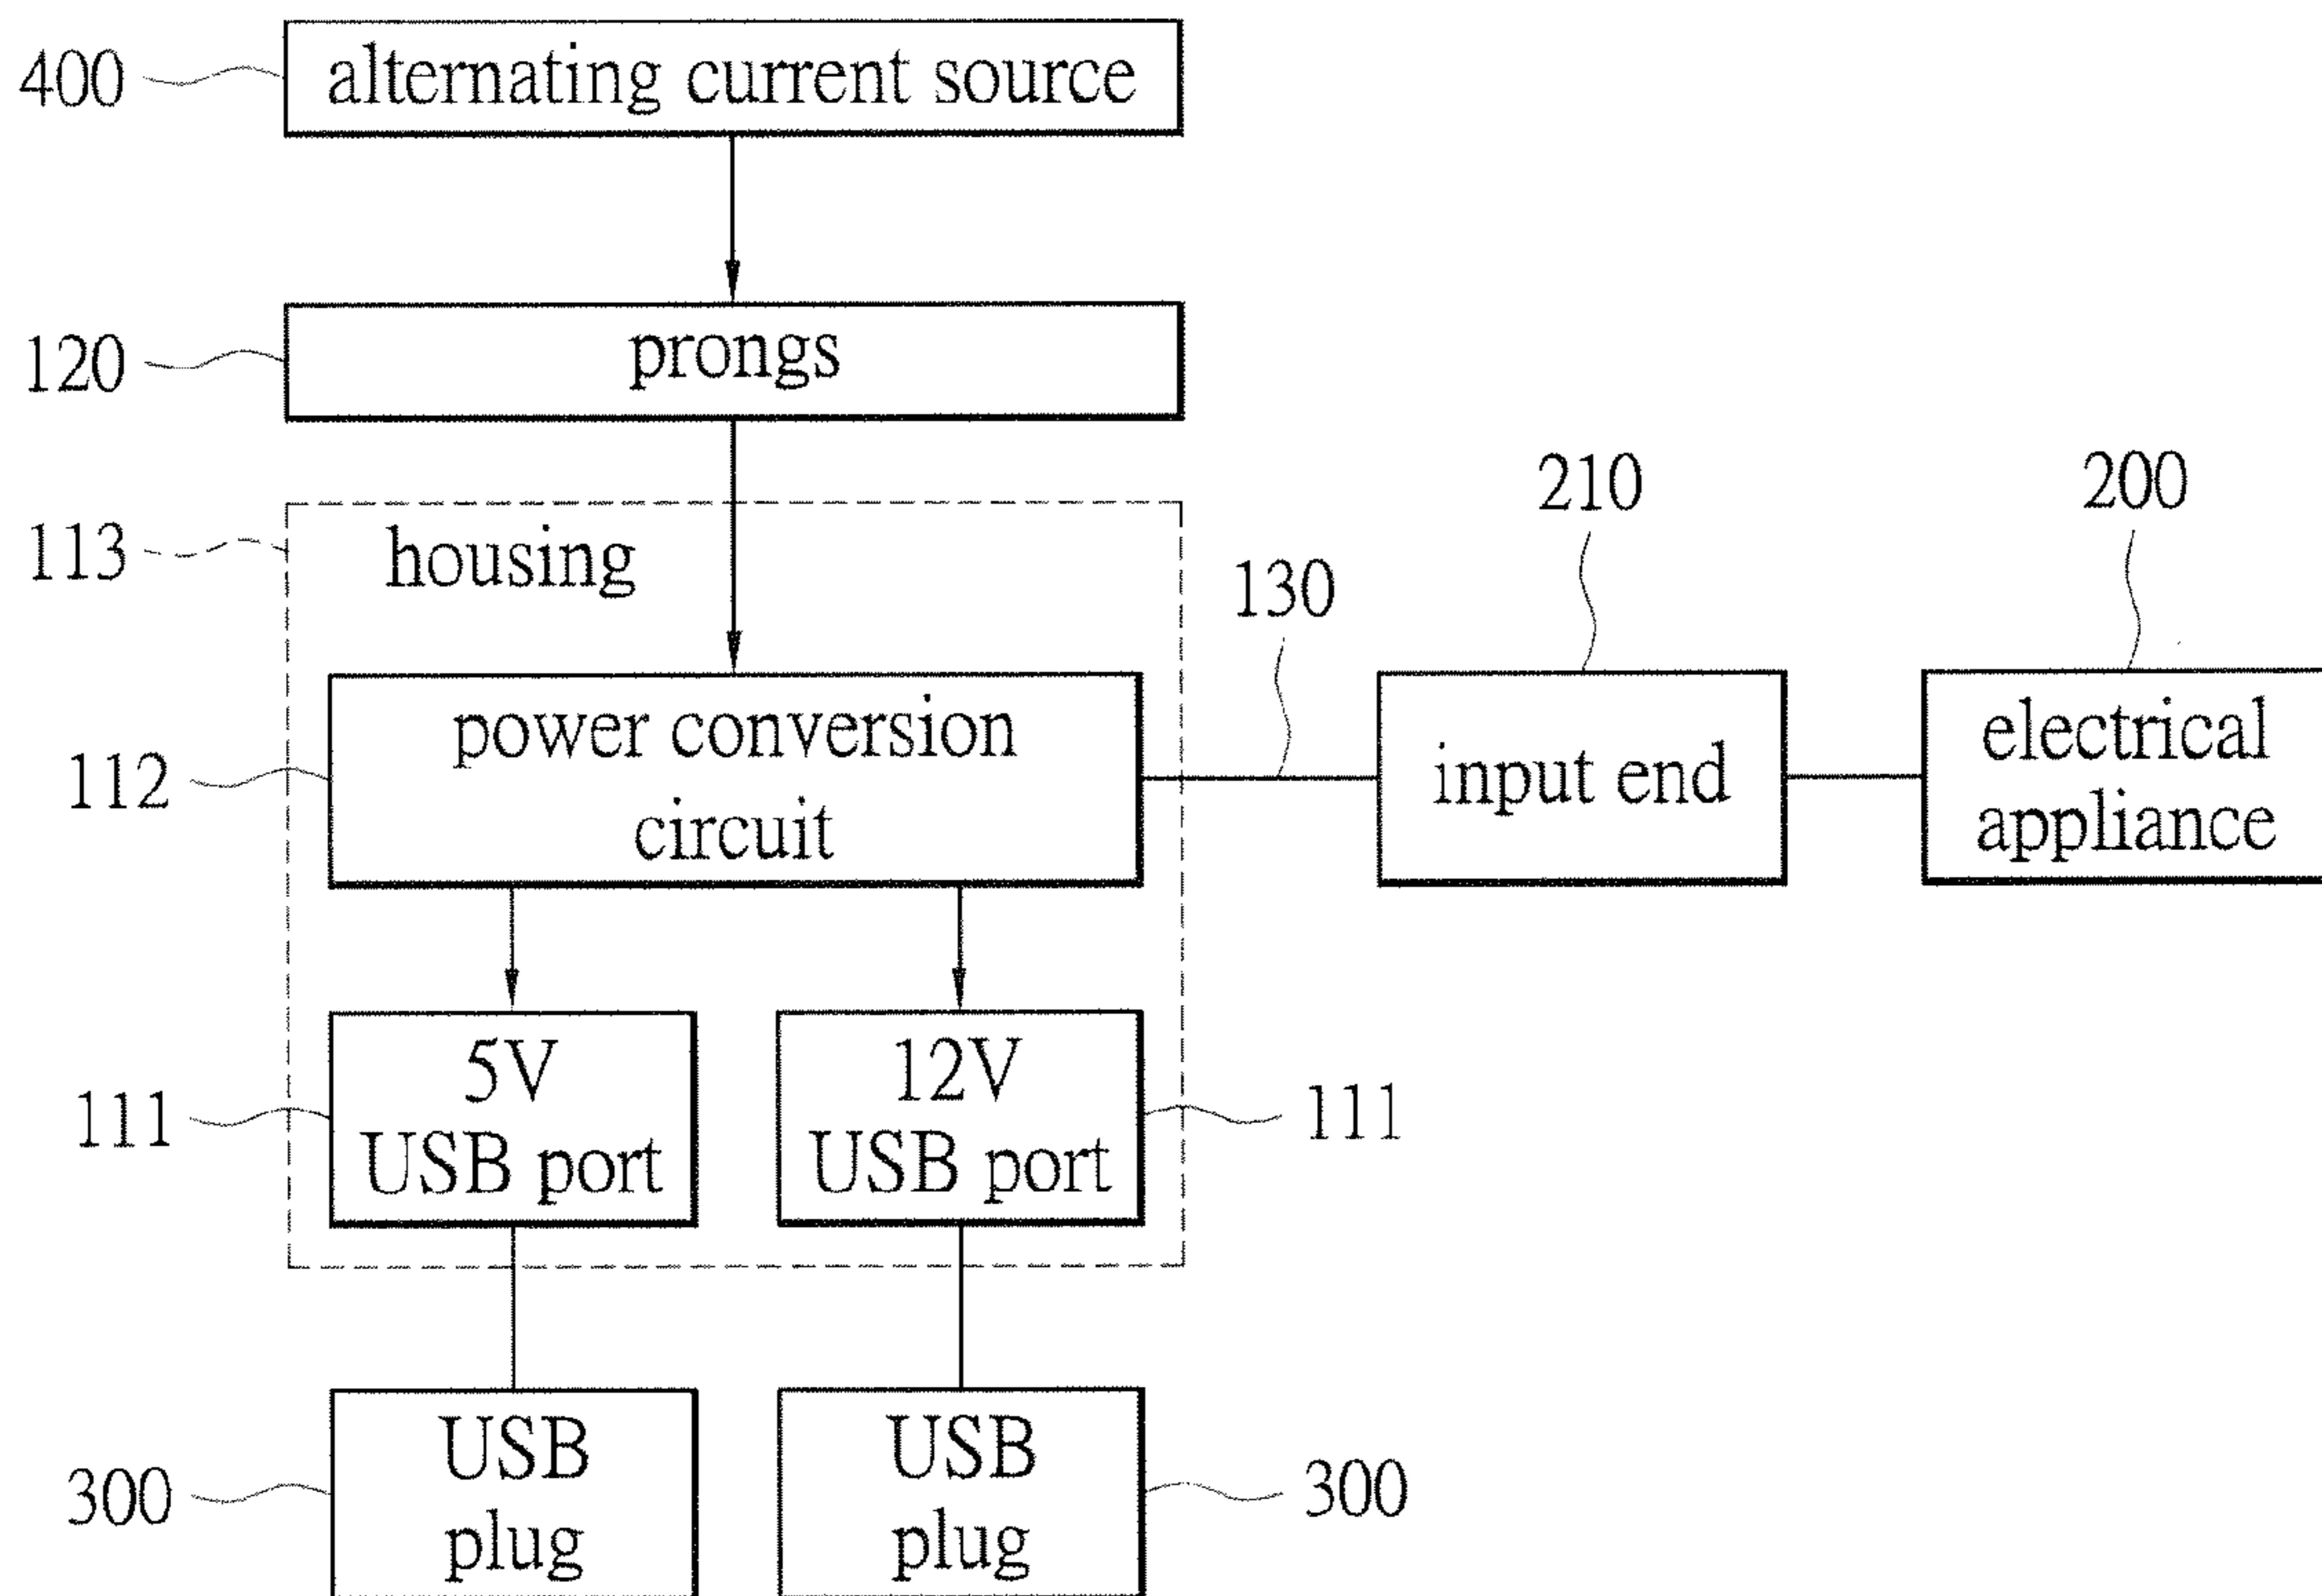 400
alternating current source
120
prongs
113
housing
130
210
200
112
power conversion
circuit
input end
electrical
appliance
111
5V
USB port
12V
USB port
111
300
USB
plug
USB
plug
300